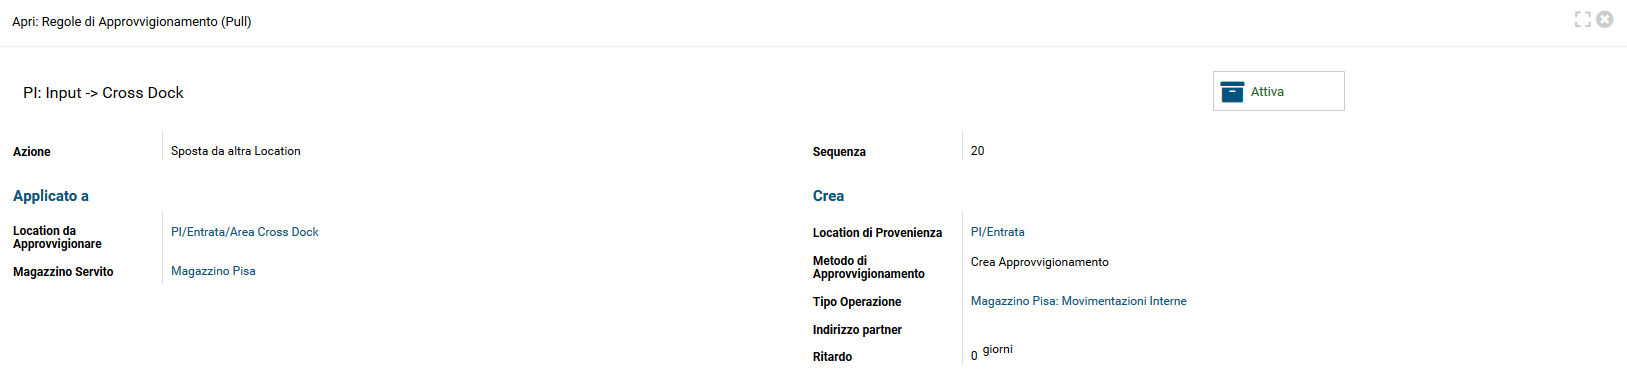 Apri: Regole di Approvvigionamento (Pull)
PI: Input -> Cross Dock
Attiva
Azione
Sposta da altra Location
Sequenza
20
Applicato a
Crea
Location da
Approvvigionare
PI/Entrata/Area Cross Dock
Magazzino Servito
Magazzino Pisa
Location di Provenienza
PI/Entrata
Metodo di
Approvvigionamento
Crea Approvvigionamento
Tipo Operazione
Magazzino Pisa: Movimentazioni Interne
Indirizzo partner
Ritardo
0 giorni